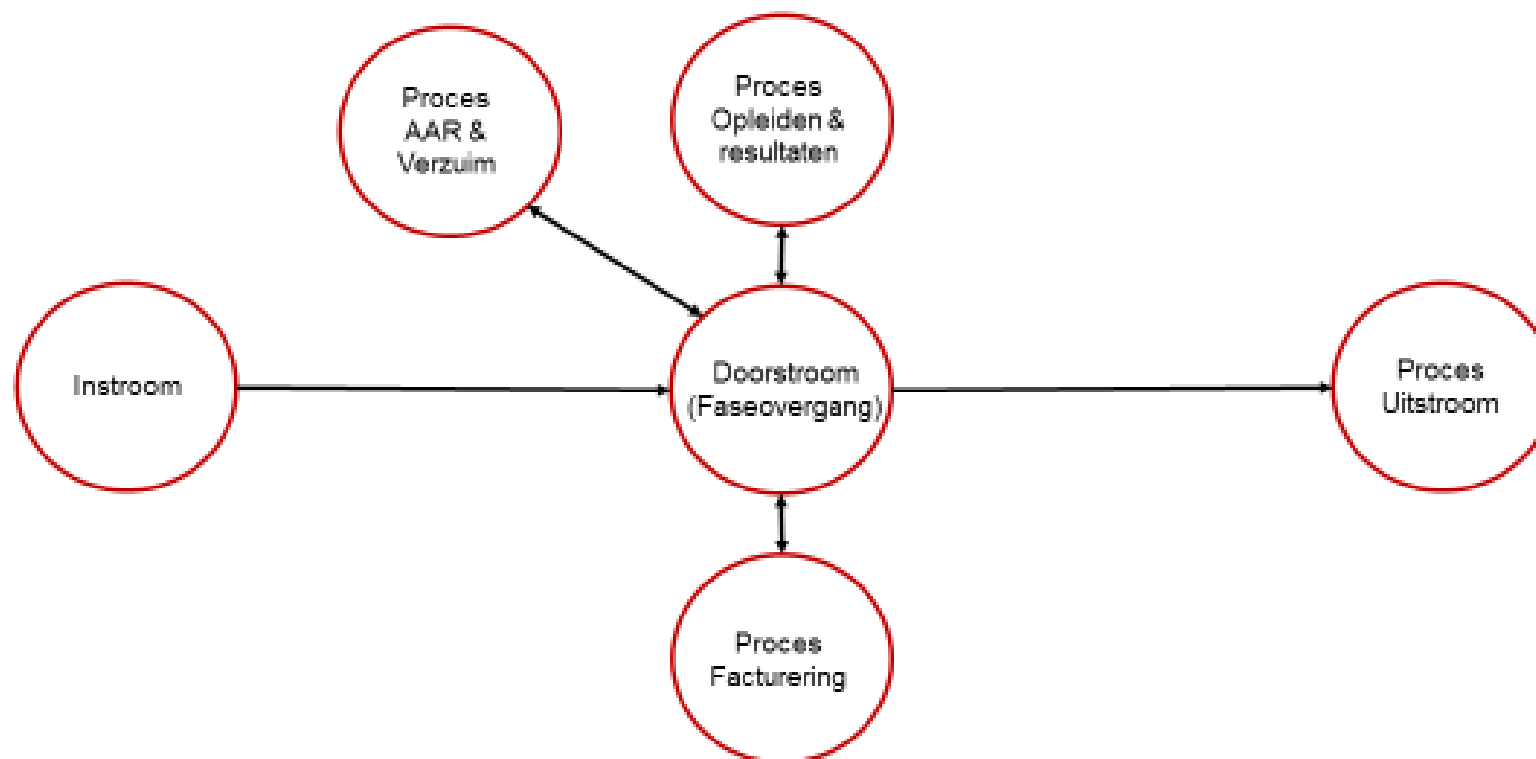 Proces
AAR &
Verzuim
Proces
Opleiden &
resultaten
Instroom
Doorstroom
(Faseovergang)
Proces
Uitstroom
Proces
Facturering